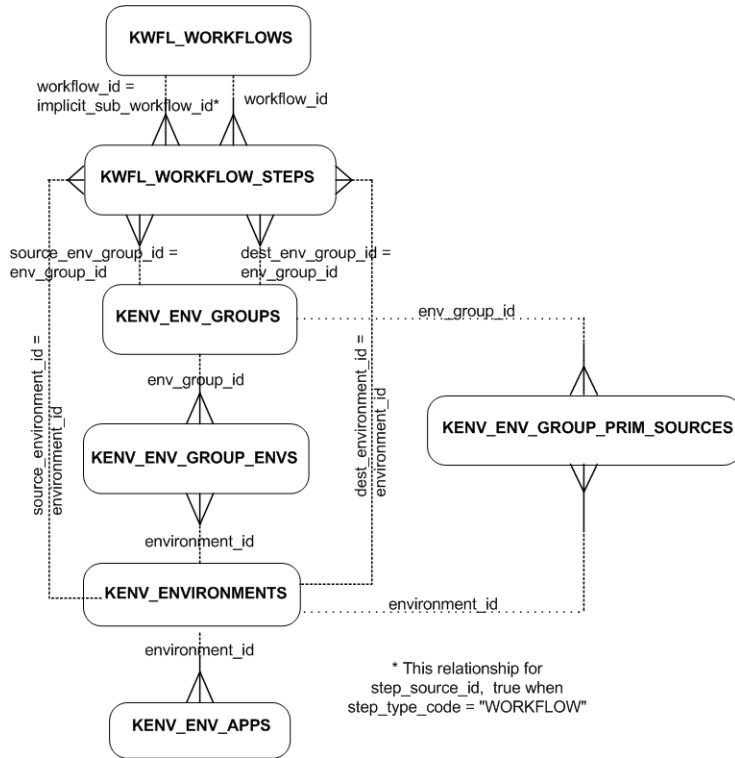 KWFL_WORKFLOWS
workflow_id =
implicit_sub_workflow_id*
workflow_id
KWFL_WORKFLOW_STEPS
source_env_group_id =
env_group_id
dest_env_group_id =
env_group_id
KENV_ENV_GROUPS
env_group_id
env_group_id
source_environment_id =
environment_id
dest_environment_id =
environment_id
KENV_ENV_GROUP_PRIM_SOURCES
KENV_ENV_GROUP_ENVS
environment_id
KENV_ENVIRONMENTS
environment_id
environment_id
* This relationship for
step_source_id, true when
step_type_code = "WORKFLOW"
KENV_ENV_APPS